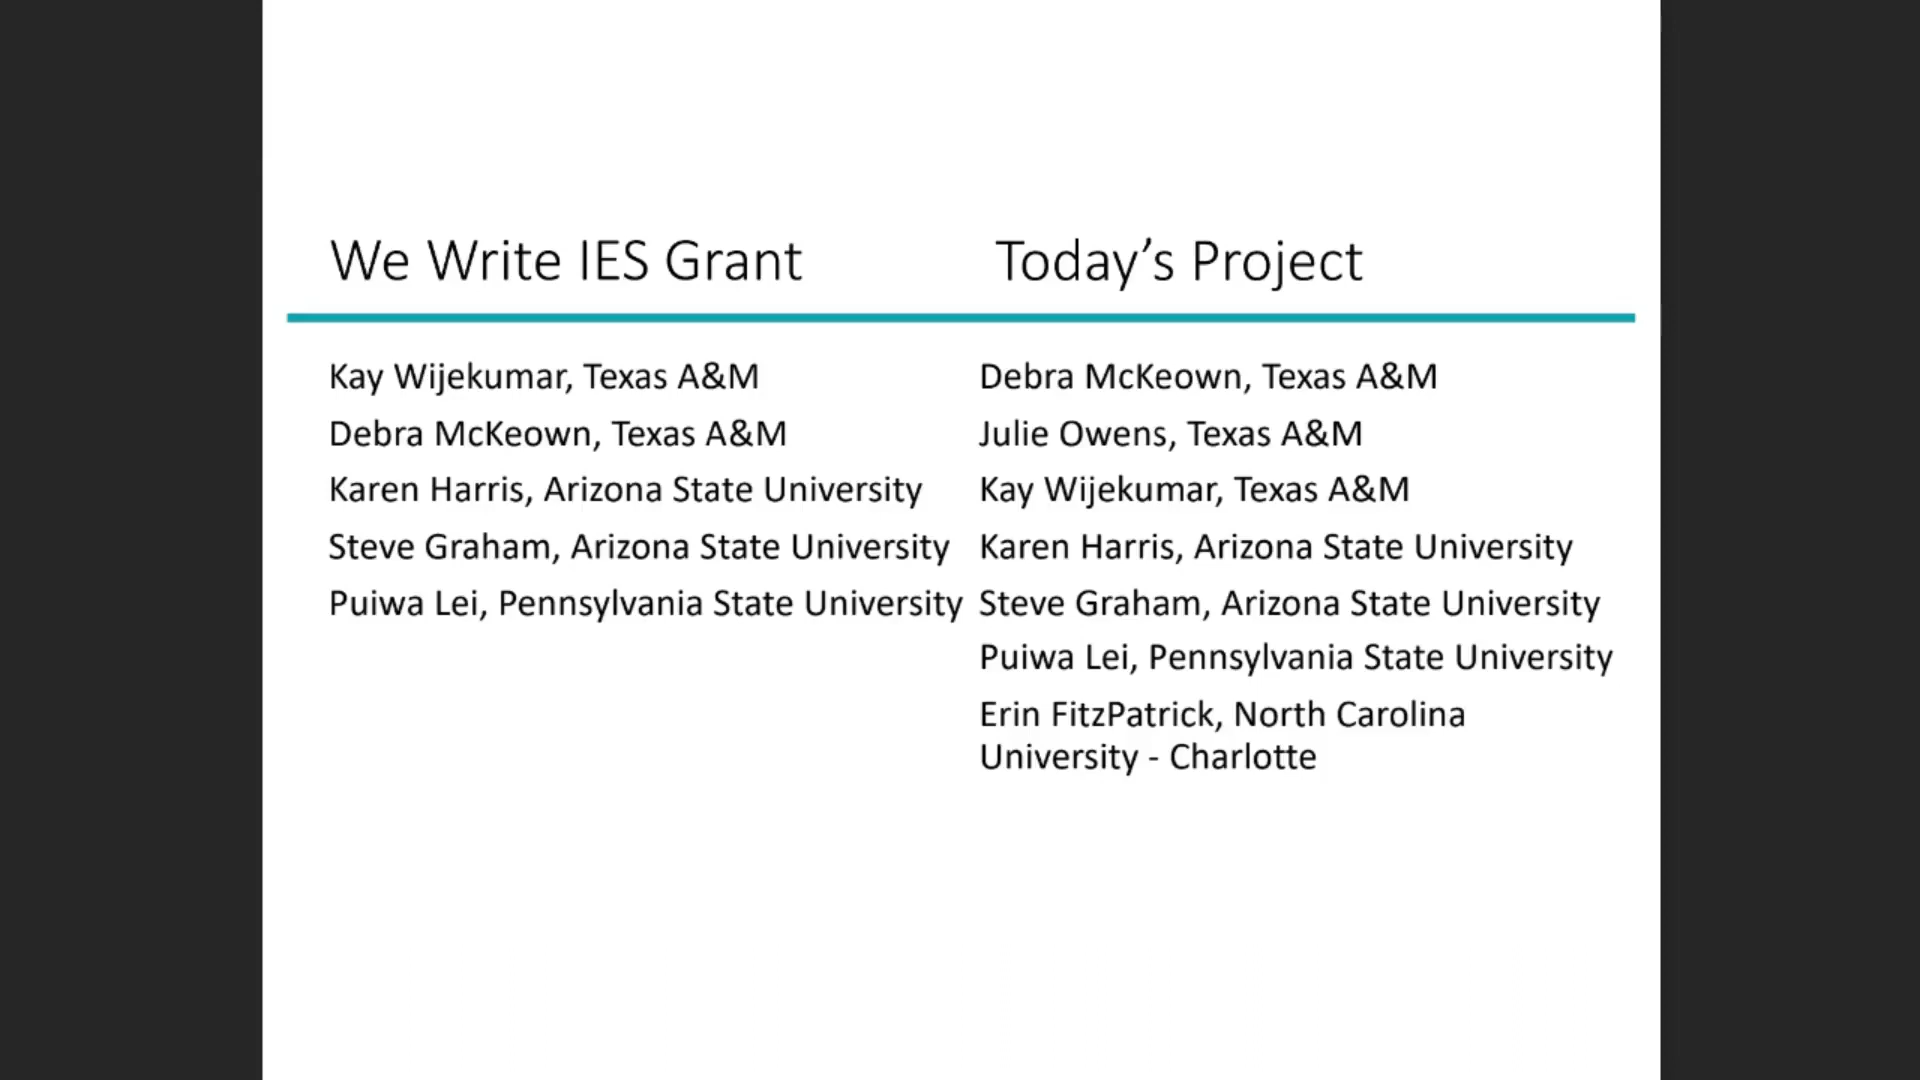 We Write IES Grant
Today’s Project
Kay Wijekumar, Texas A&M
Debra McKeown, Texas A&M
Karen Harris, Arizona State University
Steve Graham, Arizona State University
Puiwa Lei, Pennsylvania State University
Debra McKeown, Texas A&M
Julie Owens, Texas A&M
Kay Wijekumar, Texas A&M
Karen Harris, Arizona State University
Steve Graham, Arizona State University
Puiwa Lei, Pennsylvania State University
Erin FitzPatrick, North Carolina
University - Charlotte